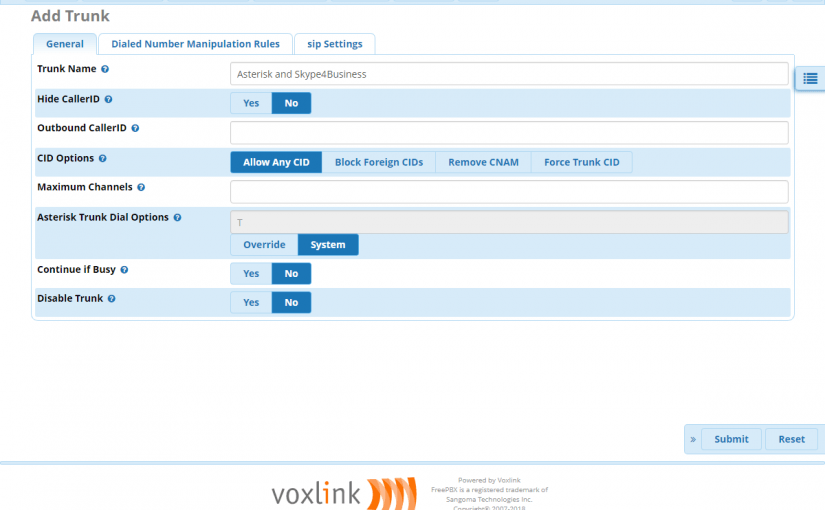 Add Trunk
General Dialed Number Manipulation Rules sip Settings
Trunk Name
Asterisk and Skype4Business
Hide CallerID
Yes No
Outbound CallerID
CID Options
Allow Any CID Block Foreign CIDs Remove CNAM Force Trunk CID
Maximum Channels
Asterisk Trunk Dial Options
T
Override System
Continue if Busy
Yes No
Disable Trunk
Yes No
» Submit Reset
voxlink
Powered by Voxlink
FreePBX is a registered trademark of
Sangoma Technologies Inc.
Copyright© 2007-2018